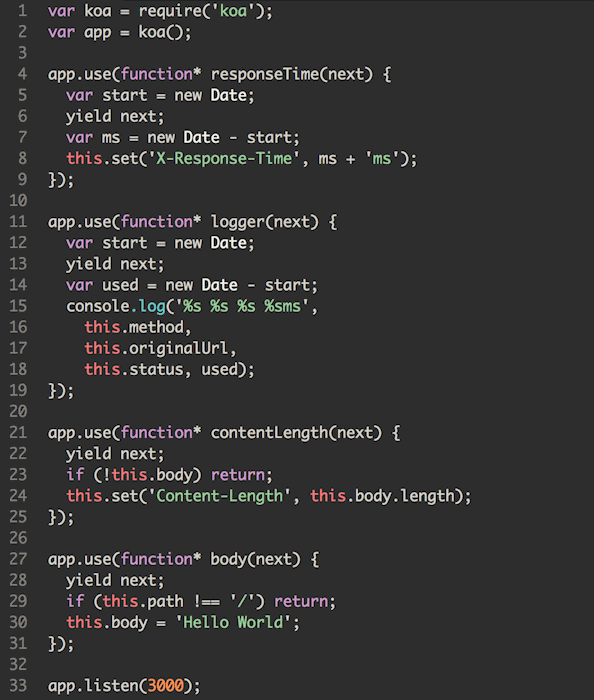 1 var koa = require('koa');
2 var app = koa();
3
4 app.use(function* responseTime(next) {
5   var start = new Date;
6   yield next;
7   var ms = new Date - start;
8   this.set('X-Response-Time', ms + 'ms');
9 });
10
11 app.use(function* logger(next) {
12   var start = new Date;
13   yield next;
14   var used = new Date - start;
15   console.log('%s %s %s %sms',
16     this.method,
17     this.originalUrl,
18     this.status, used);
19 });
20
21 app.use(function* contentLength(next) {
22   yield next;
23   if (!this.body) return;
24   this.set('Content-Length', this.body.length);
25 });
26
27 app.use(function* body(next) {
28   yield next;
29   if (this.path !== '/') return;
30   this.body = 'Hello World';
31 });
32
33 app.listen(3000);